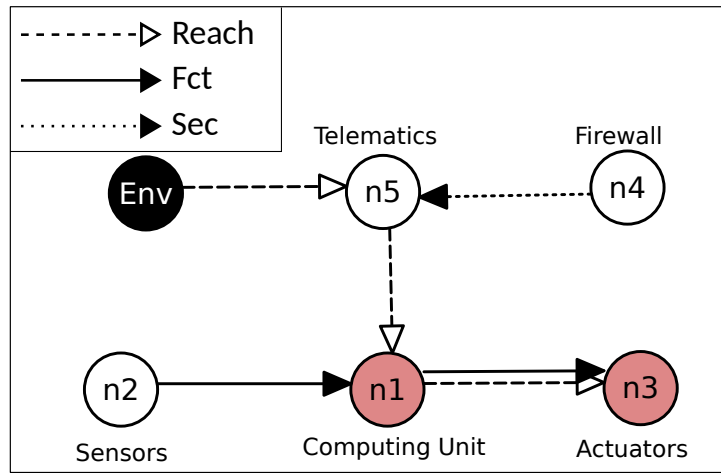 Reach
Fct
Sec
Telematics
Firewall
Env
n5
n4
n2
n1
n3
Sensors
Computing Unit
Actuators